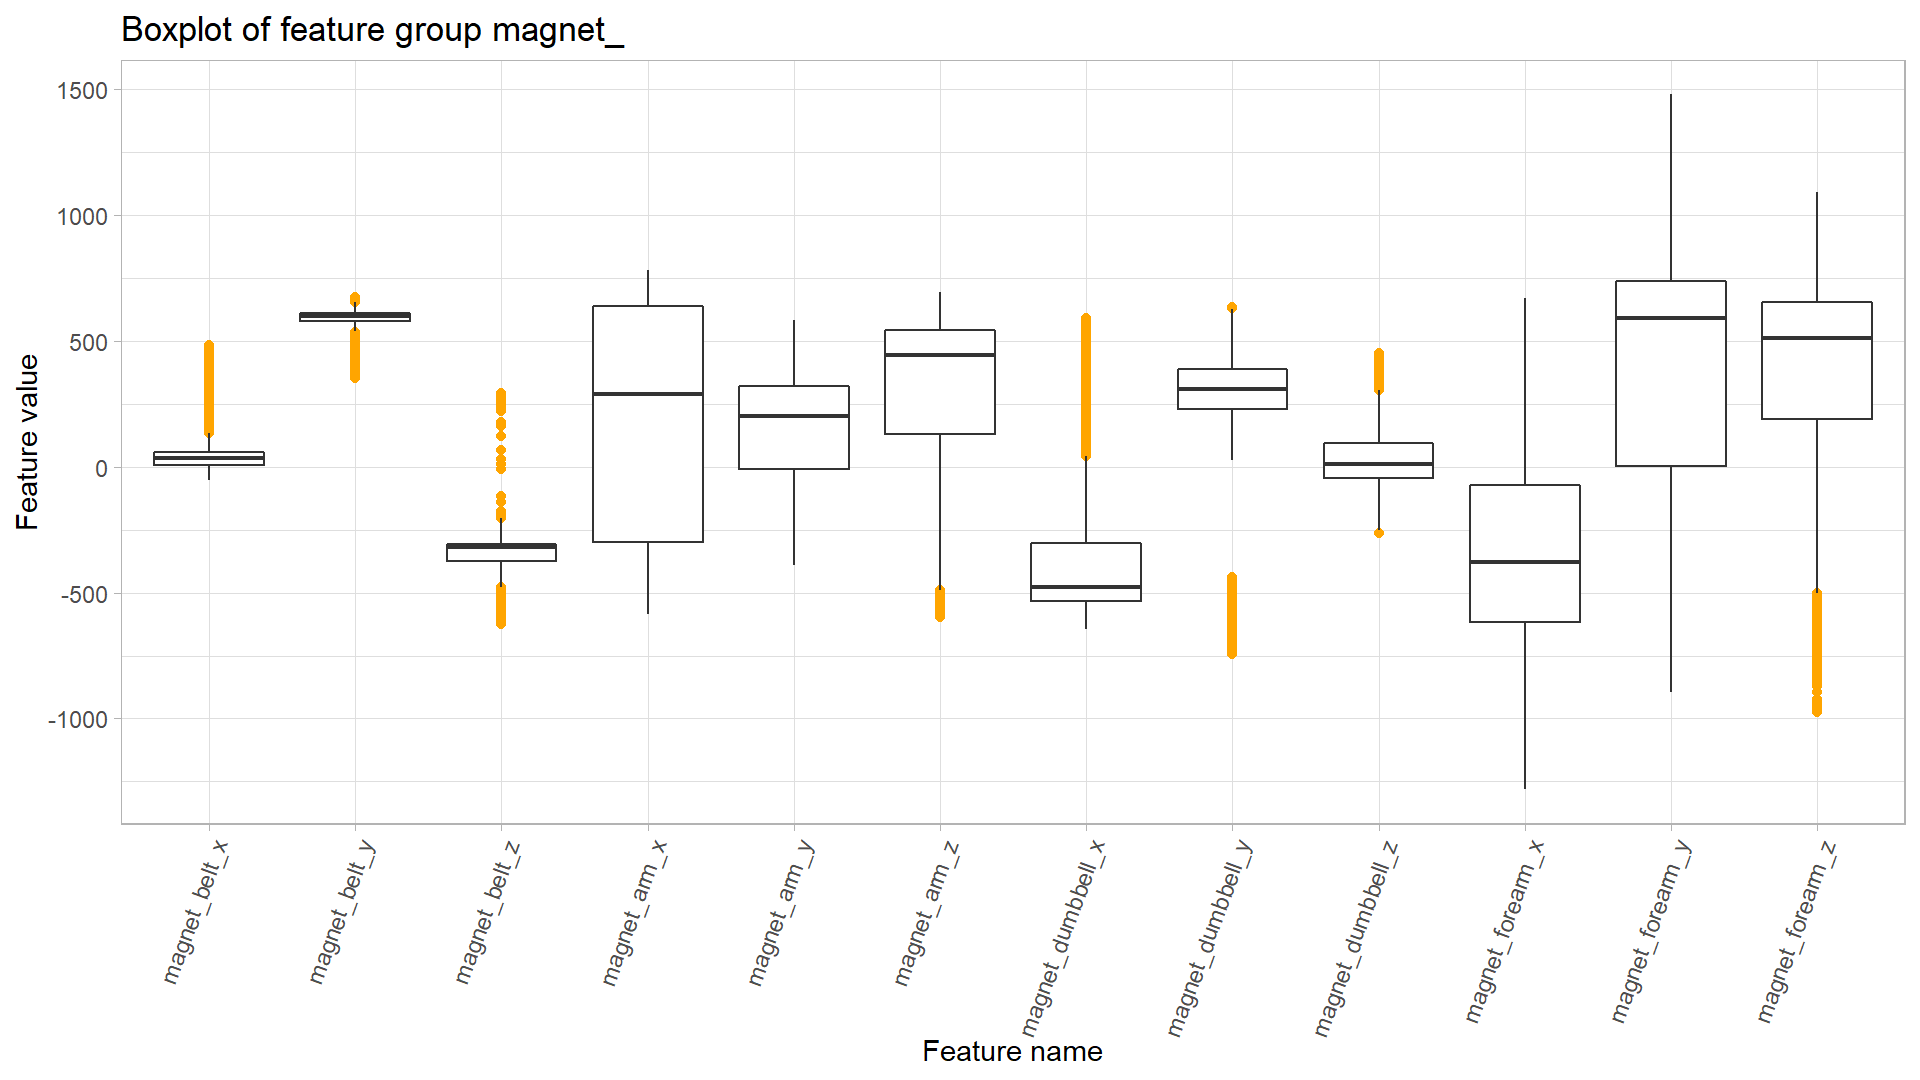 Boxplot of feature group magnet_
1500
1000
500
0
-500
-1000
Feature value
magnet_belt_x
magnet_belt_y
magnet_belt_z
magnet_arm_x
magnet_arm_y
magnet_arm_z
magnet_dumbbell_x
magnet_dumbbell_y
magnet_dumbbell_z
magnet_forearm_x
magnet_forearm_y
magnet_forearm_z
Feature name